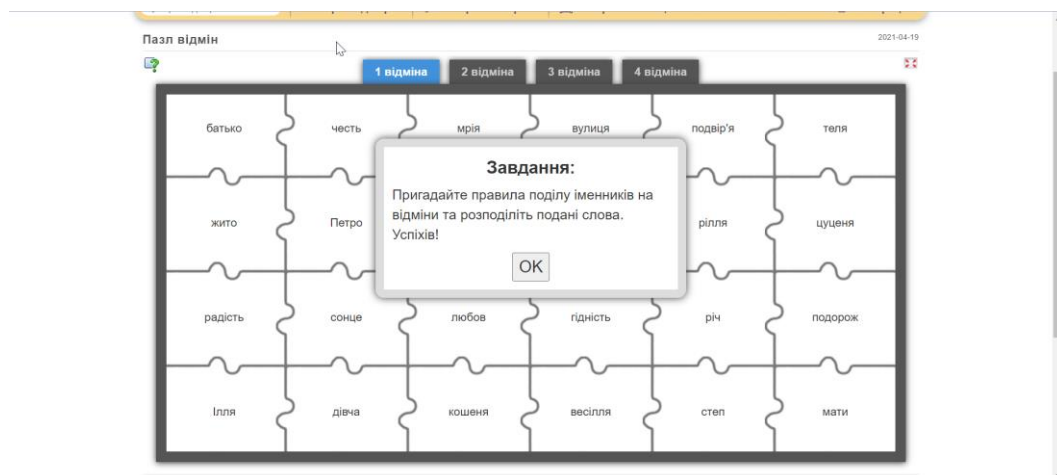 Пазл відмін
2021-04-19
1 відміна 2 відміна 3 відміна 4 відміна
батько честь мрія вулиця подвір'я теля
Завдання:
Пригадайте правила поділу іменників на
відміни та розподіліть подані слова.
Успіхів!
OK
жито Петро рілля цуценя
радість сонце любов гідність річ подорож
Ілля дівча кошеня весілля степ мати